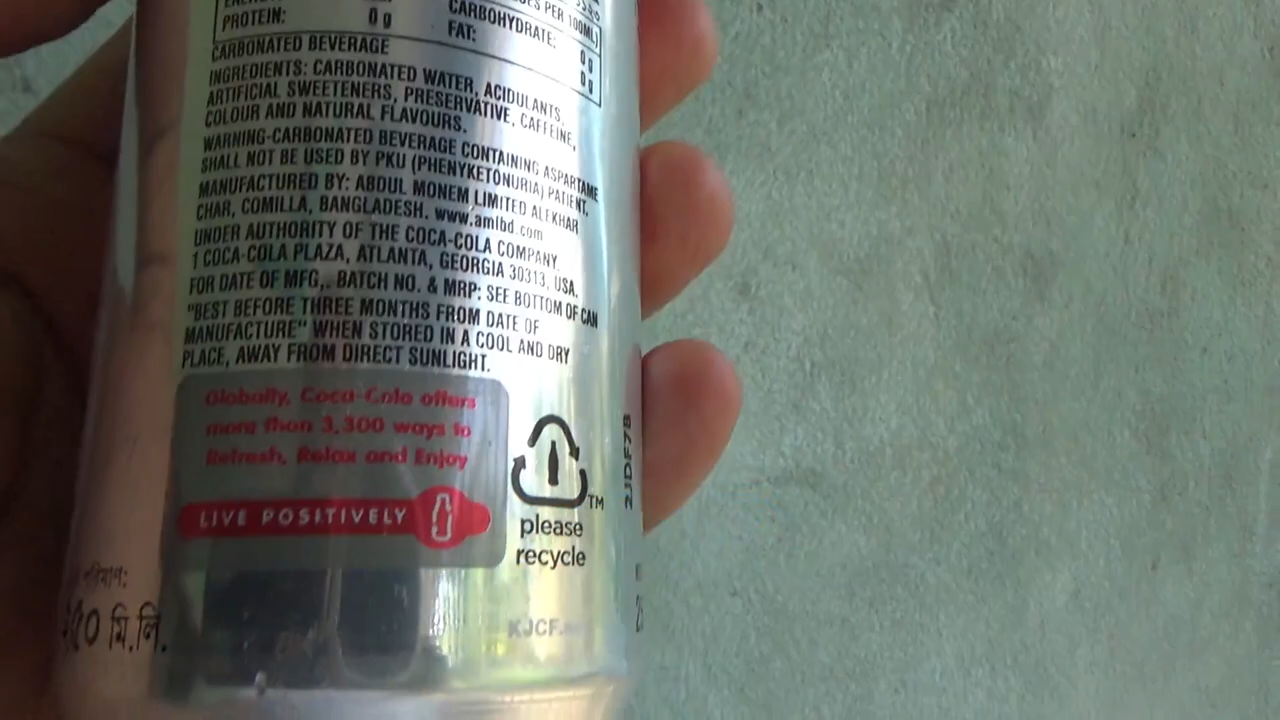 PROTEIN: 0 g
CARBOHYDRATE: 0 g
FAT: 0 g
PER 100ML)
CARBONATED BEVERAGE
INGREDIENTS: CARBONATED WATER, ACIDULANTS,
ARTIFICIAL SWEETENERS, PRESERVATIVE, CAFFEINE,
COLOUR AND NATURAL FLAVOURS.
WARNING-CARBONATED BEVERAGE CONTAINING ASPARTAME
SHALL NOT BE USED BY PKU (PHENYKETONURIA) PATIENT.
MANUFACTURED BY: ABDUL MONEM LIMITED ALEKHAR
CHAR, COMILLA, BANGLADESH. www.amlbd.com
UNDER AUTHORITY OF THE COCA-COLA COMPANY,
1 COCA-COLA PLAZA, ATLANTA, GEORGIA 30313, USA.
FOR DATE OF MFG,. BATCH NO. & MRP: SEE BOTTOM OF CAN
"BEST BEFORE THREE MONTHS FROM DATE OF
MANUFACTURE" WHEN STORED IN A COOL AND DRY
PLACE, AWAY FROM DIRECT SUNLIGHT.
Globally, Coca-Cola offers
more than 3,300 ways to
Refresh, Relax and Enjoy
LIVE POSITIVELY
TM
please
recycle
2JDF7B
মি.লি.
KJCF